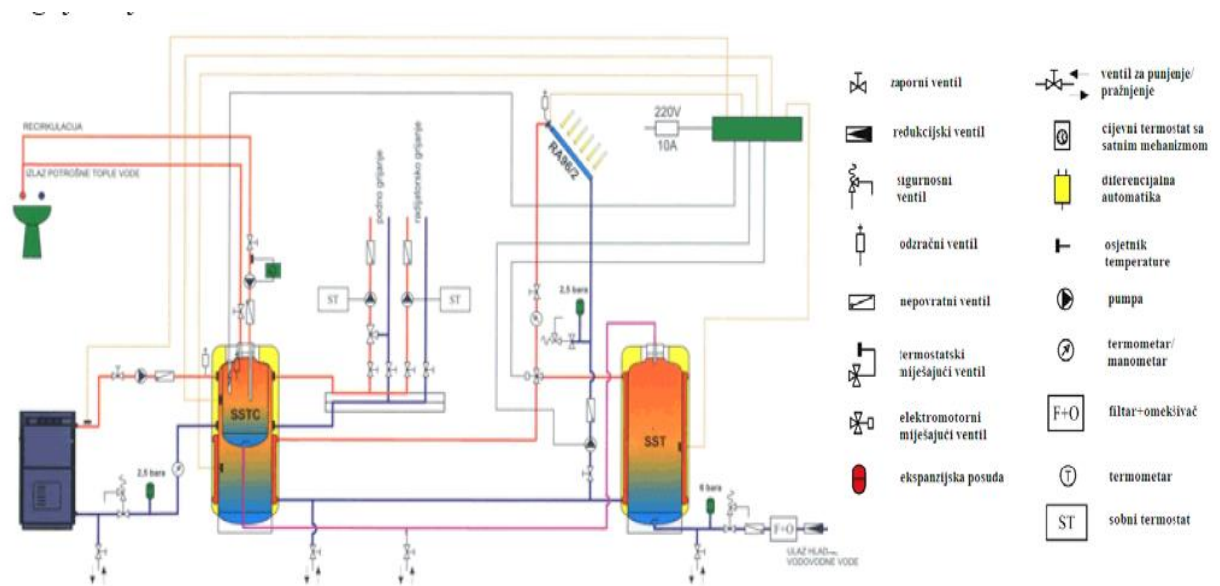 RECIRKULACIJA
IZLAZ POTROŠNE TOPLE VODE
podno grijanje
radijatorsko grijanje
220V
10A
RA96/2
ST
ST
2,5 bara
SSTC
SST
2,5 bara
6 bara
F+O
ULAZ
VODOVODNE VODE
zaporni ventil
redukcijski ventil
sigurnosni
ventil
odzračni ventil
nepovratni ventil
termostatski
miješajući ventil
elektromotorni
miješajući ventil
ekspanzijska posuda
ventil za punjenje/
pražnjenje
cijevni termostat sa
satnim mehanizmom
diferencijalna
automatika
osjetnik
temperature
pumpa
termometar/
manometar
F+O
filtar+omekšivač
T
termometar
ST
sobni termostat